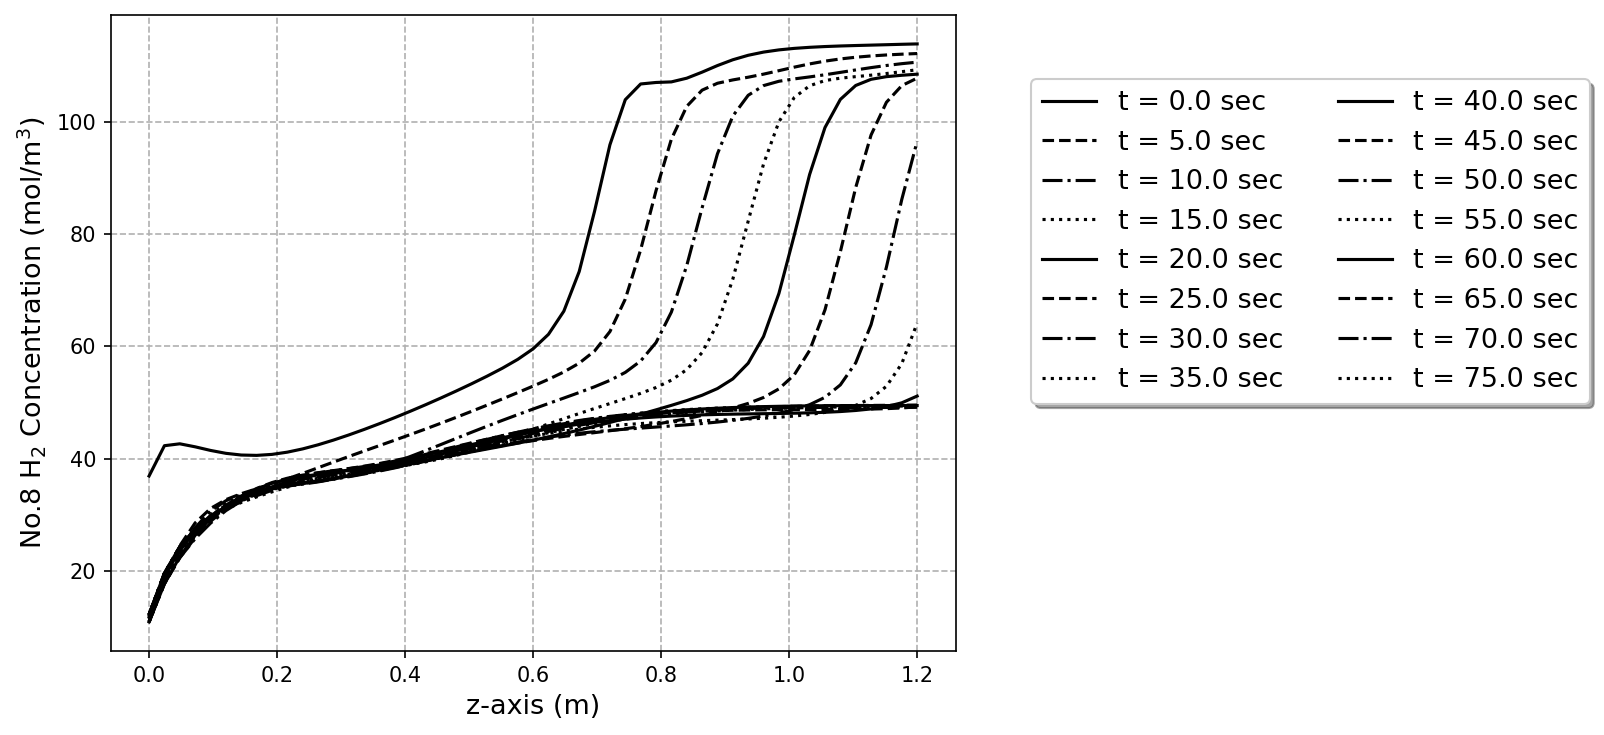 No.8 H₂ Concentration (mol/m³)
100
80
60
40
20
0.0 0.2 0.4 0.6 0.8 1.0 1.2
z-axis (m)
t = 0.0 sec
t = 5.0 sec
t = 10.0 sec
t = 15.0 sec
t = 20.0 sec
t = 25.0 sec
t = 30.0 sec
t = 35.0 sec
t = 40.0 sec
t = 45.0 sec
t = 50.0 sec
t = 55.0 sec
t = 60.0 sec
t = 65.0 sec
t = 70.0 sec
t = 75.0 sec